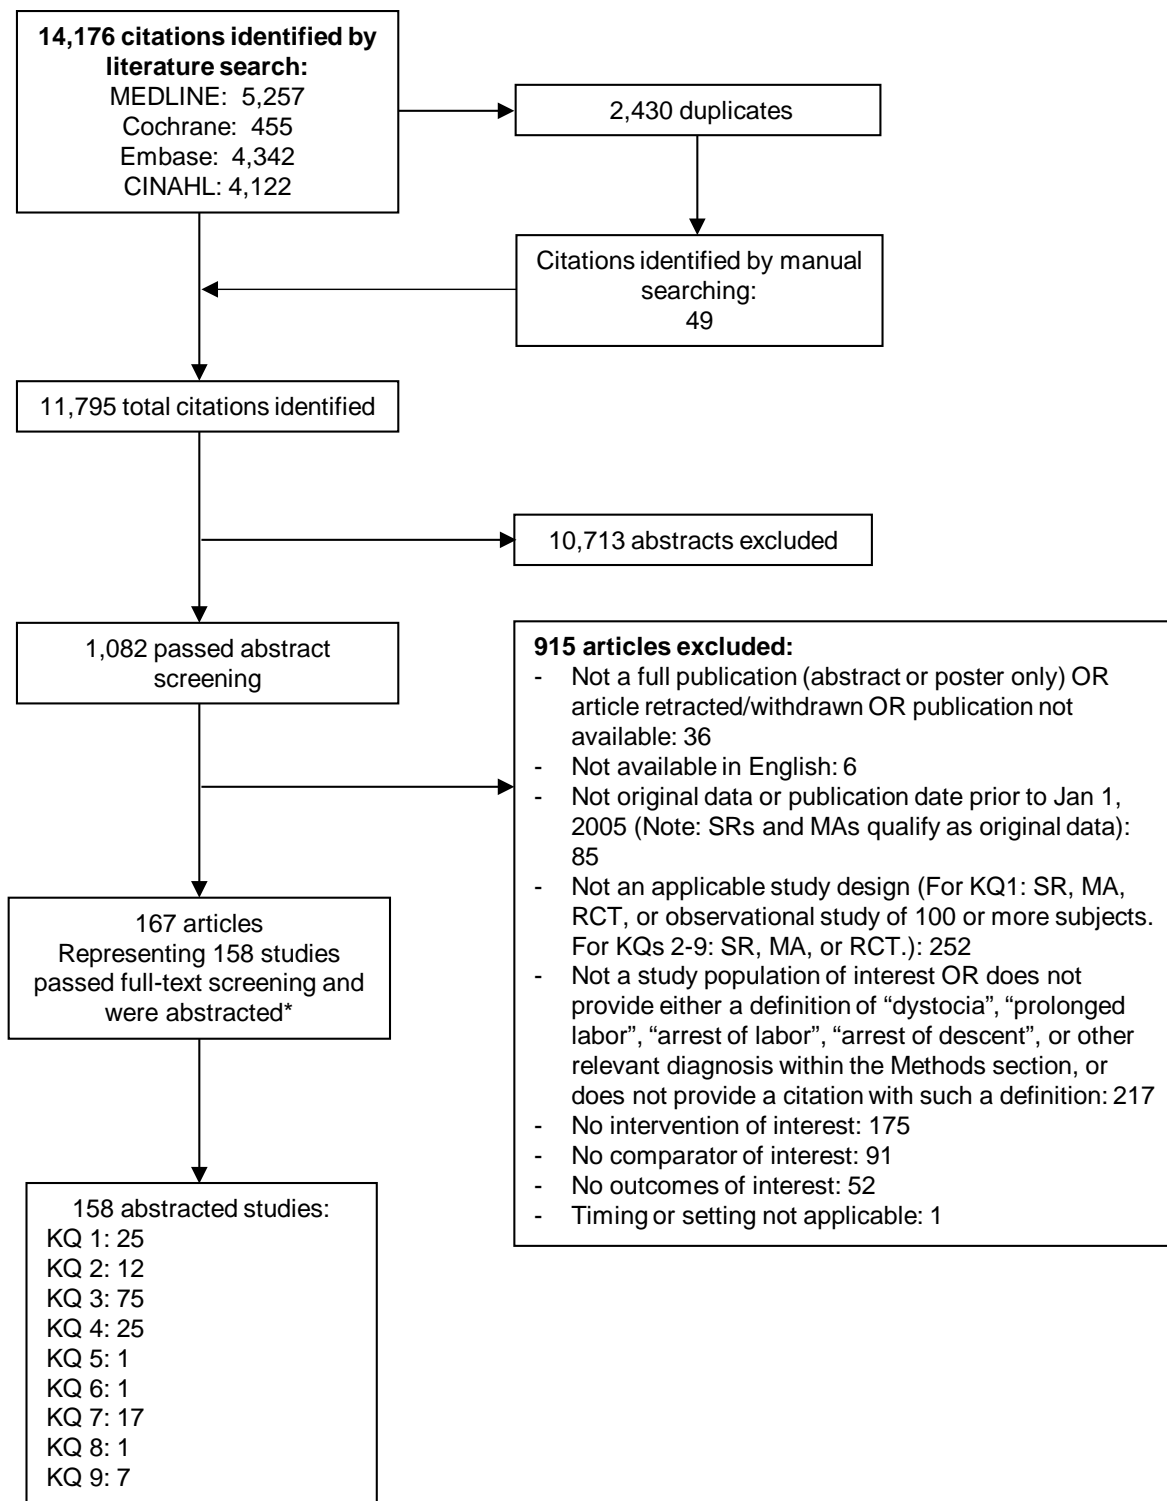 14,176 citations identified by
literature search:
MEDLINE: 5,257
Cochrane: 455
Embase: 4,342
CINAHL: 4,122
2,430 duplicates
Citations identified by manual
searching:
49
11,795 total citations identified
10,713 abstracts excluded
1,082 passed abstract
screening
915 articles excluded:
- Not a full publication (abstract or poster only) OR
article retracted/withdrawn OR publication not
available: 36
- Not available in English: 6
- Not original data or publication date prior to Jan 1,
2005 (Note: SRs and MAs qualify as original data):
85
- Not an applicable study design (For KQ1: SR, MA,
RCT, or observational study of 100 or more subjects.
For KQs 2-9: SR, MA, or RCT.): 252
- Not a study population of interest OR does not
provide either a definition of “dystocia”, “prolonged
labor”, “arrest of labor”, “arrest of descent”, or other
relevant diagnosis within the Methods section, or
does not provide a citation with such a definition: 217
- No intervention of interest: 175
- No comparator of interest: 91
- No outcomes of interest: 52
- Timing or setting not applicable: 1
167 articles
Representing 158 studies
passed full-text screening and
were abstracted*
158 abstracted studies:
KQ 1: 25
KQ 2: 12
KQ 3: 75
KQ 4: 25
KQ 5: 1
KQ 6: 1
KQ 7: 17
KQ 8: 1
KQ 9: 7